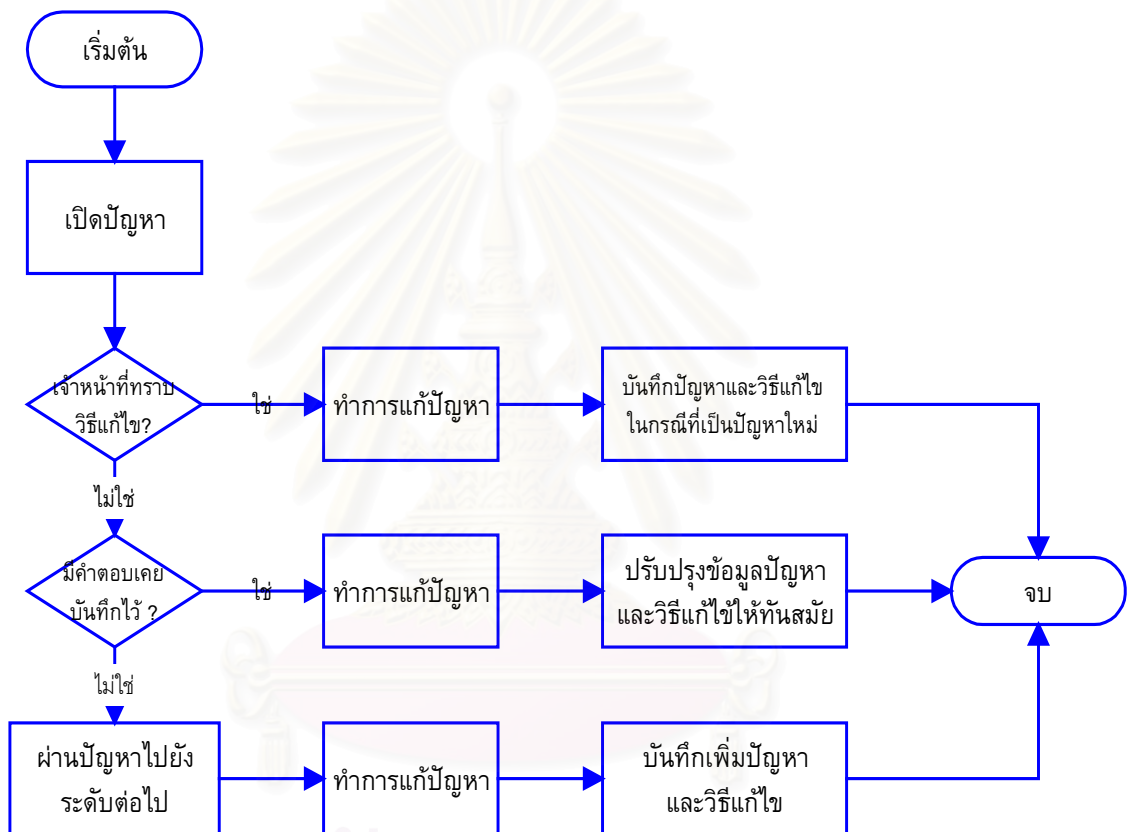 เริ่มต้น
เปิดปัญหา
เจ้าหน้าที่ทราบ
วิธีแก้ไข?
ใช่
ทำการแก้ปัญหา
บันทึกปัญหาและวิธีแก้ไข
ในกรณีที่เป็นปัญหาใหม่
ไม่ใช่
มีคำตอบเคย
บันทึกไว้ ?
ใช่
ทำการแก้ปัญหา
ปรับปรุงข้อมูลปัญหา
และวิธีแก้ไข้ให้ทันสมัย
จบ
ไม่ใช่
ผ่านปัญหาไปยัง
ระดับต่อไป
ทำการแก้ปัญหา
บันทึกเพิ่มปัญหา
และวิธีแก้ไข